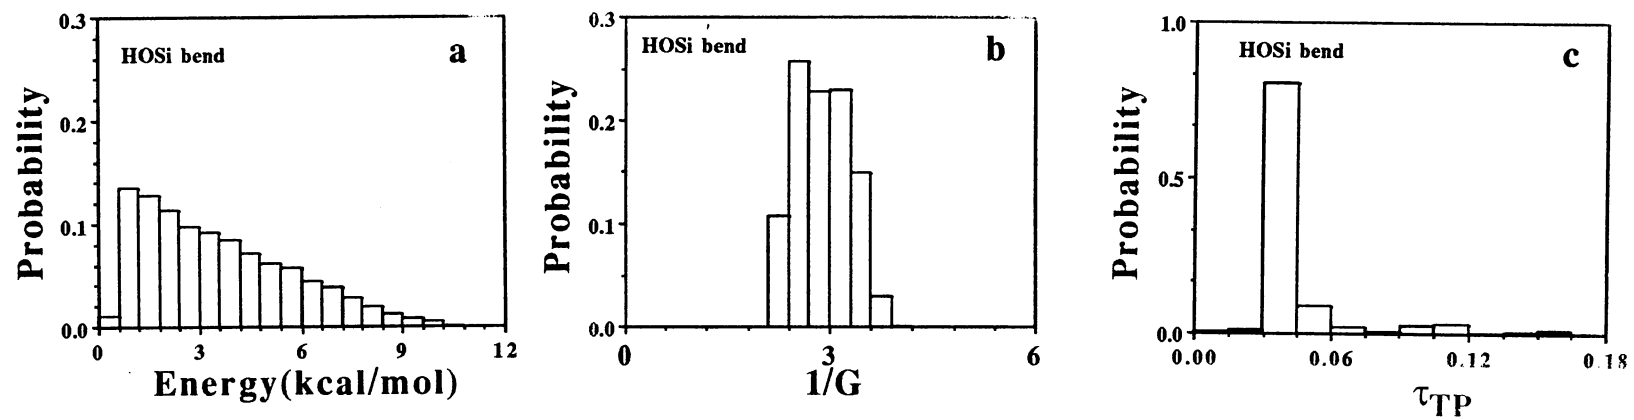 0.3
HOSi bend
a
0.2
0.1
0.0
Probability
0
3
6
9
12
Energy(kcal/mol)
0.3
HOSi bend
b
0.2
0.1
0.0
Probability
0
3
6
1/G
1.0
HOSi bend
c
0.5
0.0
Probability
0.00
0.06
0.12
0.18
τTP